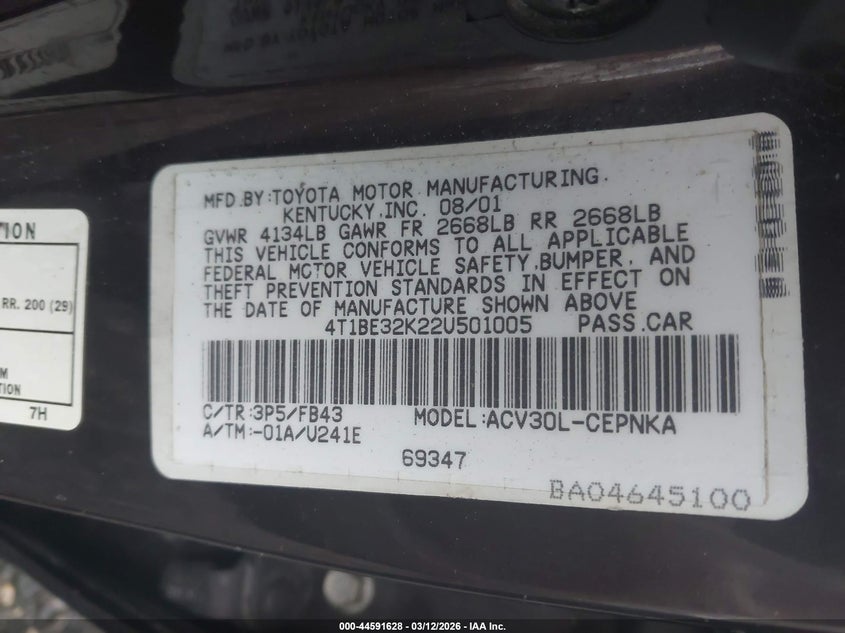 TION
RR. 200 (29)
M
TION
7H
MFD.BY:TOYOTA MOTOR MANUFACTURING.
KENTUCKY,INC. 08/01
GVWR 4134LB GAWR FR 2668LB RR 2668LB
THIS VEHICLE CONFORMS TO ALL APPLICABLE
FEDERAL MOTOR VEHICLE SAFETY,BUMPER, AND
THEFT PREVENTION STANDARDS IN EFFECT ON
THE DATE OF MANUFACTURE SHOWN ABOVE
4T1BE32K22U501005 PASS.CAR
C/TR:3P5/FB43 MODEL:ACV30L-CEPNKA
A/TM:-01A/U241E
69347
BA04645100
000-44591628 - 03/12/2026 - IAA Inc.